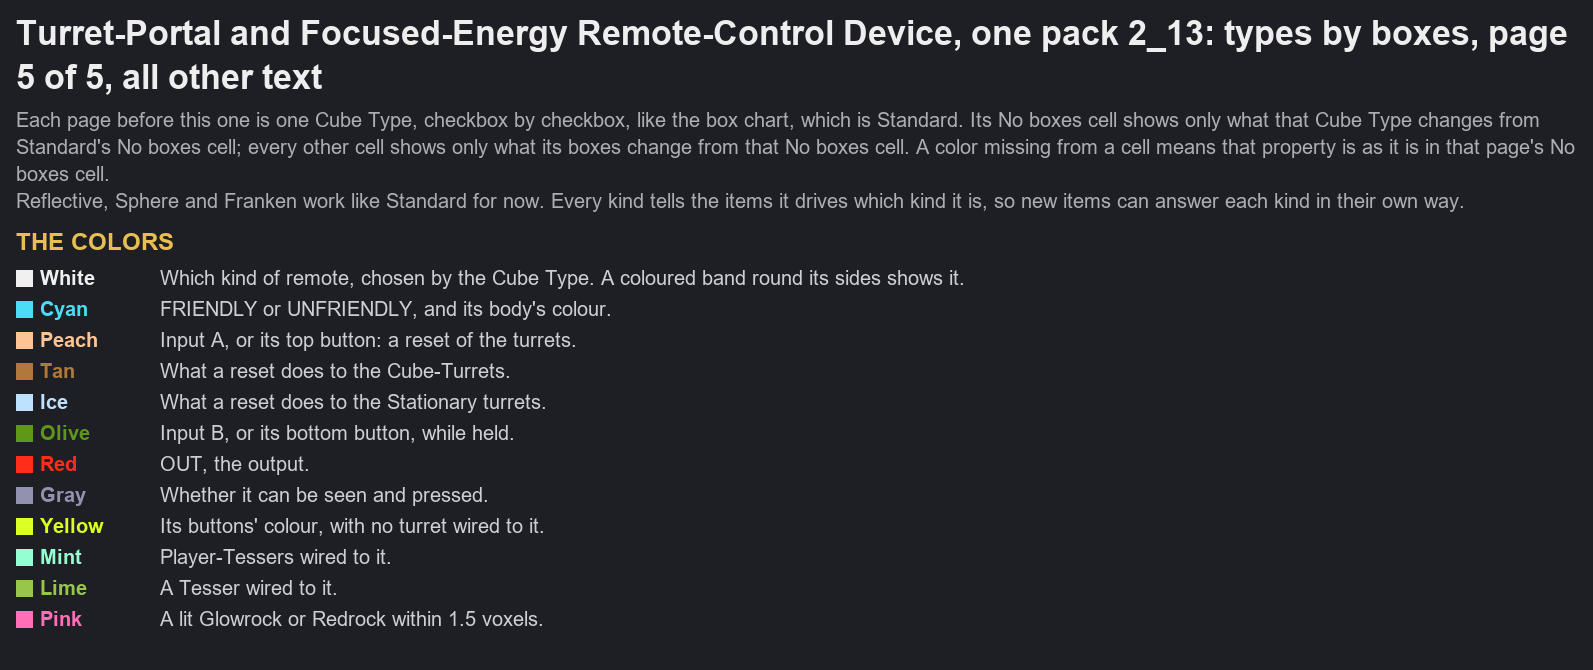 Turret-Portal and Focused-Energy Remote-Control Device, one pack 2_13: types by boxes, page
5 of 5, all other text
Each page before this one is one Cube Type, checkbox by checkbox, like the box chart, which is Standard. Its No boxes cell shows only what that Cube Type changes from
Standard's No boxes cell; every other cell shows only what its boxes change from that No boxes cell. A color missing from a cell means that property is as it is in that page's No
boxes cell.
Reflective, Sphere and Franken work like Standard for now. Every kind tells the items it drives which kind it is, so new items can answer each kind in their own way.
THE COLORS
White Which kind of remote, chosen by the Cube Type. A coloured band round its sides shows it.
Cyan FRIENDLY or UNFRIENDLY, and its body's colour.
Peach Input A, or its top button: a reset of the turrets.
Tan What a reset does to the Cube-Turrets.
Ice What a reset does to the Stationary turrets.
Olive Input B, or its bottom button, while held.
Red OUT, the output.
Gray Whether it can be seen and pressed.
Yellow Its buttons' colour, with no turret wired to it.
Mint Player-Tessers wired to it.
Lime A Tesser wired to it.
Pink A lit Glowrock or Redrock within 1.5 voxels.